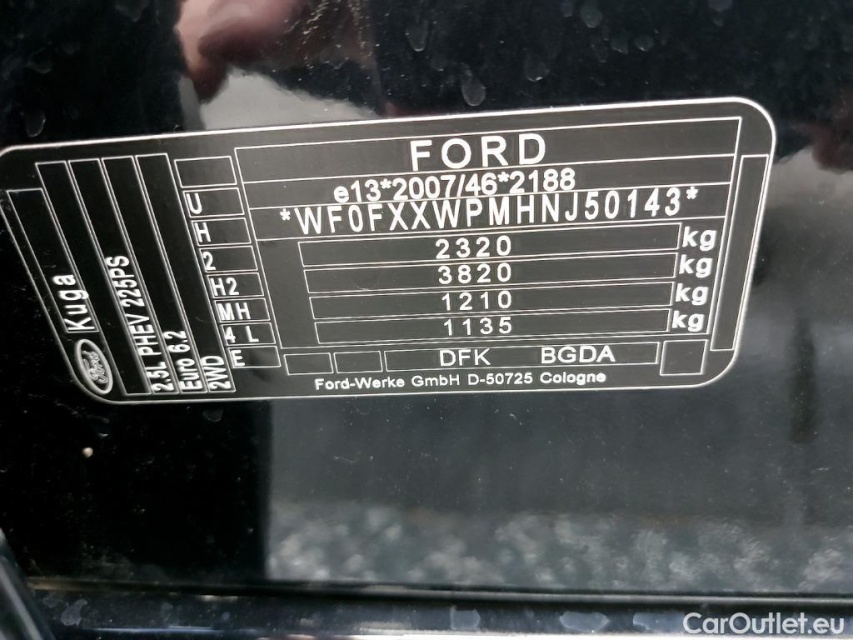 FORD
e13*2007/46*2188
*WF0FXXWPMHNJ50143*
2320 kg
3820 kg
1210 kg
1135 kg
DFK BGDA
Ford-Werke GmbH D-50725 Cologne
U
H
2
H2
MH
4 L
E
Ford Kuga
2.5L PHEV 225PS
Euro 6.2
2WD
CarOutlet.eu